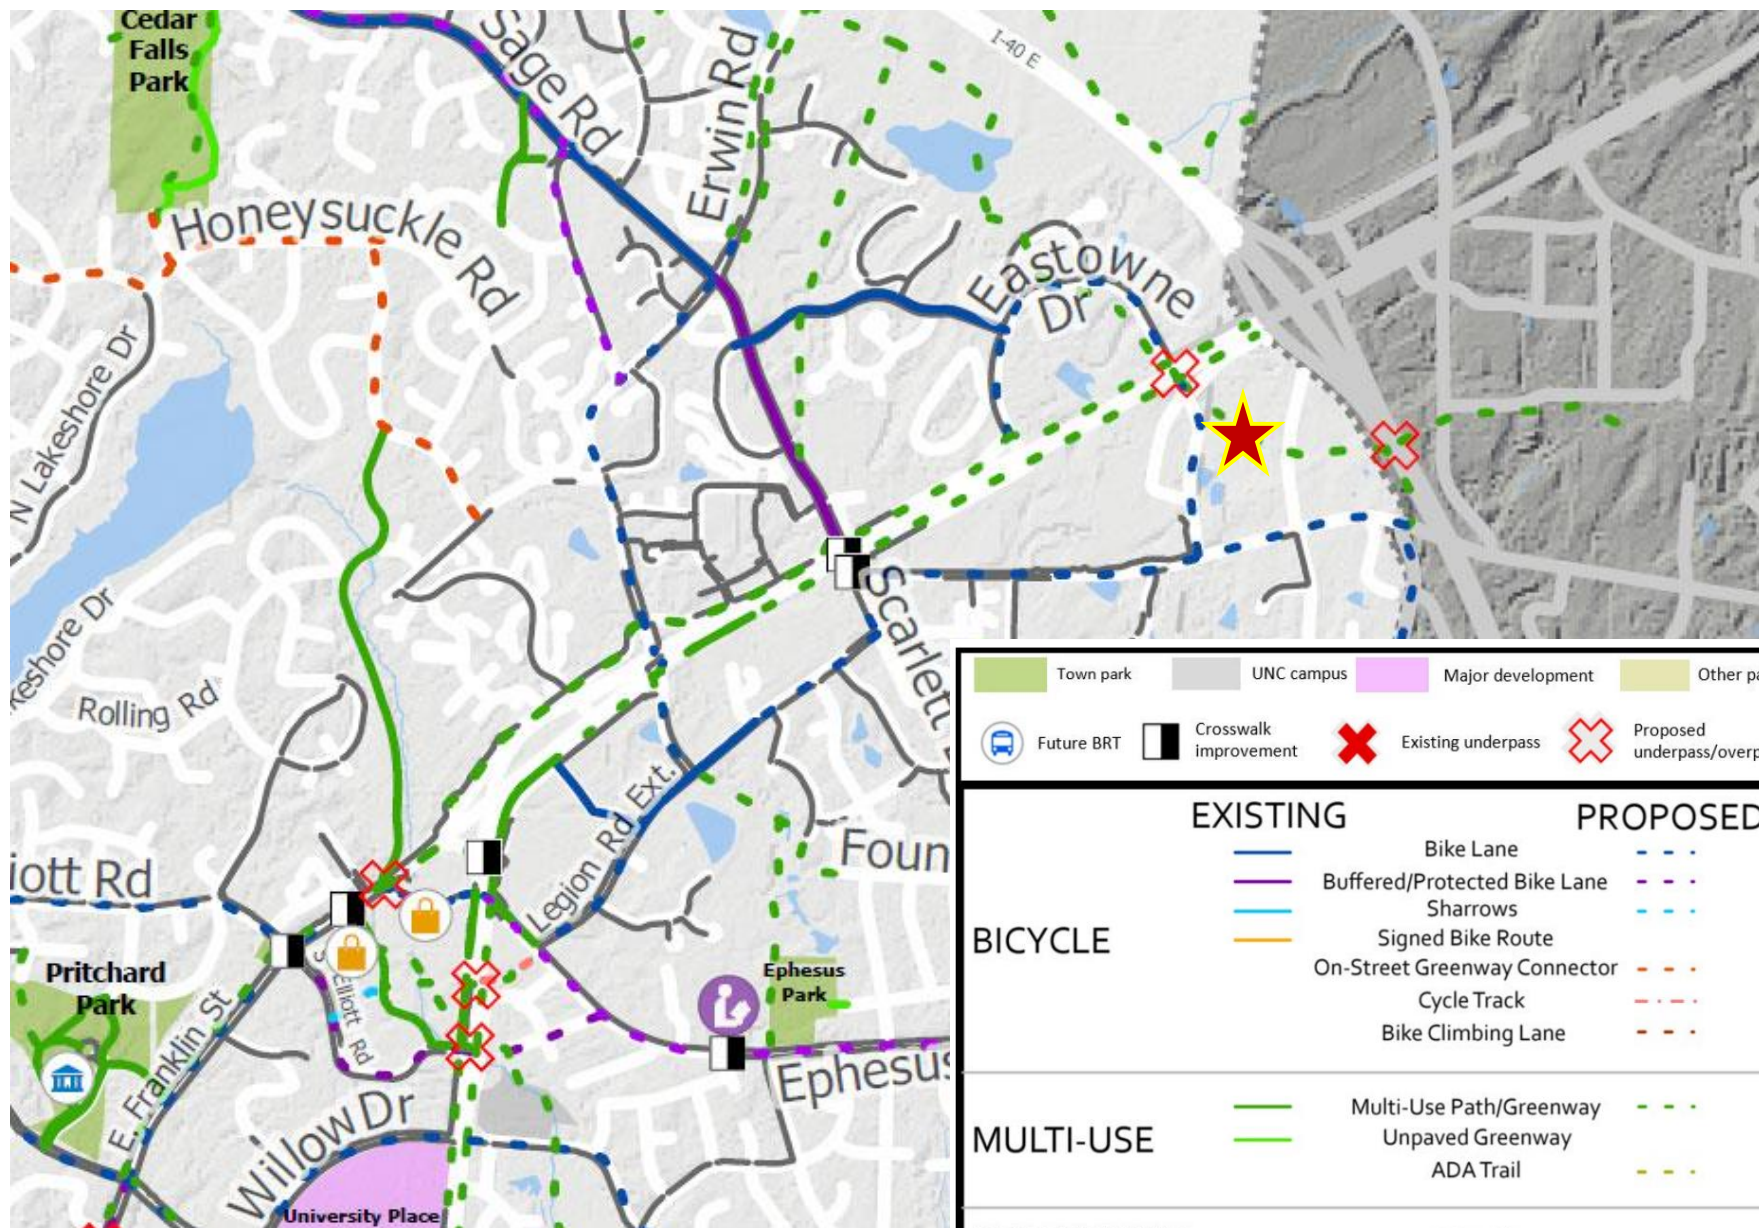 Cedar
Falls
Park
Sage Rd
Erwin Rd
I-40 E
Honeysuckle Rd
Eastowne
Dr
N Lakeshore Dr
keshore Dr
Rolling Rd
Scarlett
Legion Rd Ext.
Foun
iott Rd
Pritchard
Park
S Elliott Rd
E. Franklin St
Ephesus
Park
Ephesus
Willow Dr
University Place
Town park
UNC campus
Major development
Other pa
Future BRT
Crosswalk
improvement
Existing underpass
Proposed
underpass/overp
EXISTING
PROPOSED
BICYCLE
Bike Lane
Buffered/Protected Bike Lane
Sharrows
Signed Bike Route
On-Street Greenway Connector
Cycle Track
Bike Climbing Lane
MULTI-USE
Multi-Use Path/Greenway
Unpaved Greenway
ADA Trail